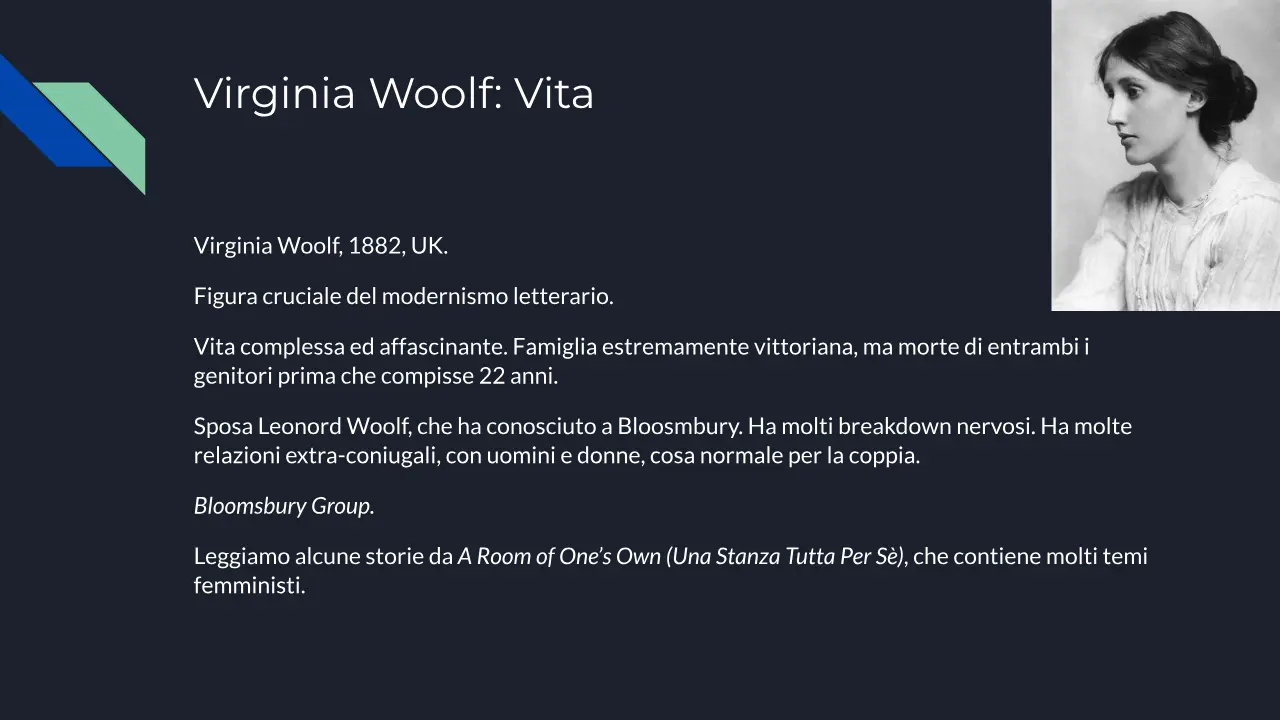 Virginia Woolf: Vita
Virginia Woolf, 1882, UK.
Figura cruciale del modernismo letterario.
Vita complessa ed affascinante. Famiglia estremamente vittoriana, ma morte di entrambi i
genitori prima che compisse 22 anni.
Sposa Leonord Woolf, che ha conosciuto a Bloosmbury. Ha molti breakdown nervosi. Ha molte
relazioni extra-coniugali, con uomini e donne, cosa normale per la coppia.
Bloomsbury Group.
Leggiamo alcune storie da A Room of One’s Own (Una Stanza Tutta Per Sè), che contiene molti temi
femministi.